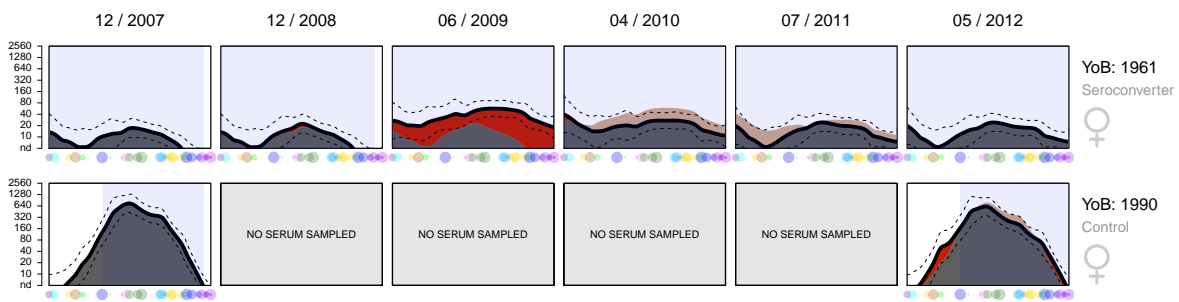 12 / 2007 12 / 2008 06 / 2009 04 / 2010 07 / 2011 05 / 2012
2560
1280
640
320
160
80
40
20
10
nd
YoB: 1961
Seroconverter
2560
1280
640
320
160
80
40
20
10
nd
NO SERUM SAMPLED NO SERUM SAMPLED NO SERUM SAMPLED NO SERUM SAMPLED
YoB: 1990
Control